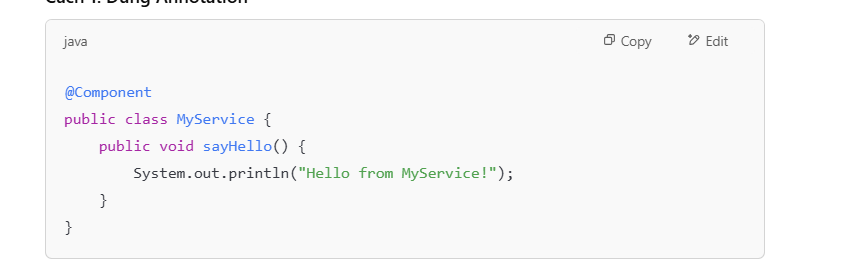 java
Copy
Edit
@Component
public class MyService {
    public void sayHello() {
        System.out.println("Hello from MyService!");
    }
}